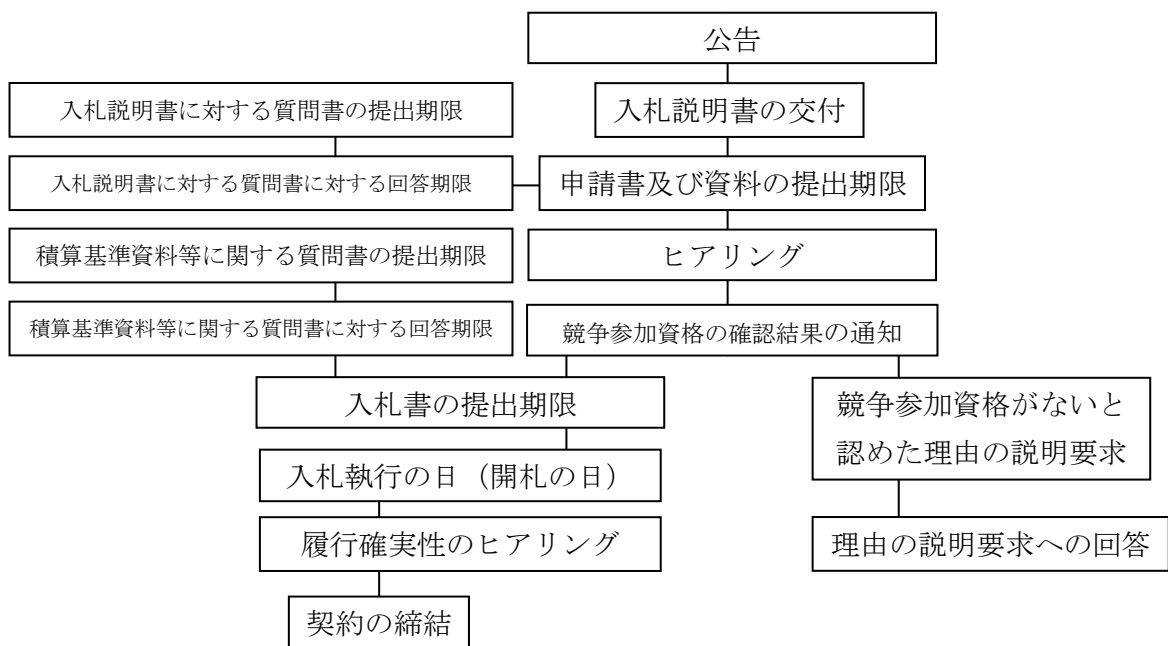 公告
入札説明書に対する質問書の提出期限
入札説明書の交付
入札説明書に対する質問書に対する回答期限
申請書及び資料の提出期限
積算基準資料等に関する質問書の提出期限
ヒアリング
積算基準資料等に関する質問書に対する回答期限
競争参加資格の確認結果の通知
入札書の提出期限
競争参加資格がないと
認めた理由の説明要求
入札執行の日（開札の日）
履行確実性のヒアリング
理由の説明要求への回答
契約の締結